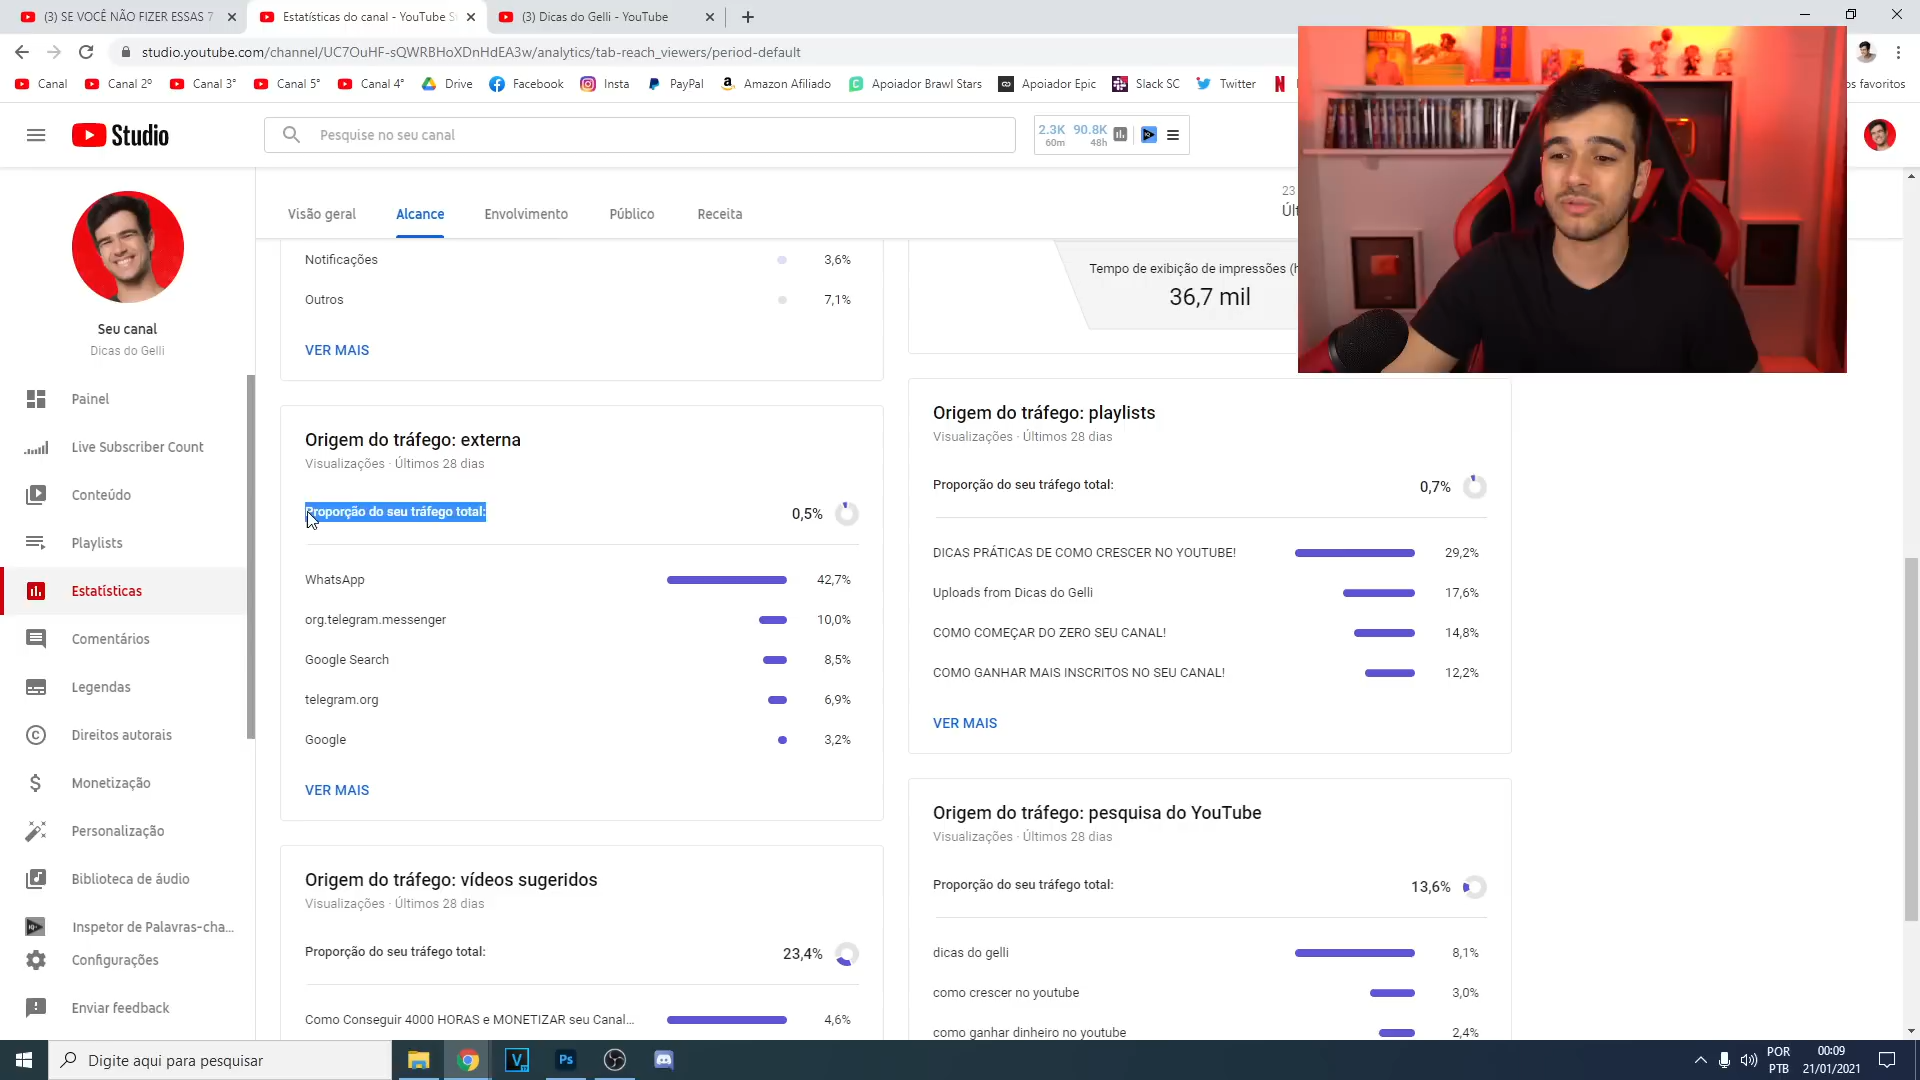 (3) SE VOCÊ NÃO FIZER ESSAS 7
Estatísticas do canal - YouTube S
(3) Dicas do Gelli - YouTube
studio.youtube.com/channel/UC7OuHF-sQWRBHoXDnHdEA3w/analytics/tab-reach_viewers/period-default
Canal
Canal 2º
Canal 3°
Canal 5°
Canal 4°
Drive
Facebook
Insta
PayPal
Amazon Afiliado
Apoiador Brawl Stars
Apoiador Epic
Slack SC
Twitter
os favoritos
Studio
Pesquise no seu canal
2.3K 90.8K
60m 48h
Visão geral
Alcance
Envolvimento
Público
Receita
23
Últ
Seu canal
Dicas do Gelli
Painel
Live Subscriber Count
Conteúdo
Playlists
Estatísticas
Comentários
Legendas
Direitos autorais
Monetização
Personalização
Biblioteca de áudio
Inspetor de Palavras-cha...
Configurações
Enviar feedback
Notificações 3,6%
Outros 7,1%
VER MAIS
Tempo de exibição de impressões (h
36,7 mil
Origem do tráfego: externa
Visualizações · Últimos 28 dias
Proporção do seu tráfego total: 0,5%
WhatsApp 42,7%
org.telegram.messenger 10,0%
Google Search 8,5%
telegram.org 6,9%
Google 3,2%
VER MAIS
Origem do tráfego: playlists
Visualizações · Últimos 28 dias
Proporção do seu tráfego total: 0,7%
DICAS PRÁTICAS DE COMO CRESCER NO YOUTUBE! 29,2%
Uploads from Dicas do Gelli 17,6%
COMO COMEÇAR DO ZERO SEU CANAL! 14,8%
COMO GANHAR MAIS INSCRITOS NO SEU CANAL! 12,2%
VER MAIS
Origem do tráfego: vídeos sugeridos
Visualizações · Últimos 28 dias
Proporção do seu tráfego total: 23,4%
Como Conseguir 4000 HORAS e MONETIZAR seu Canal... 4,6%
Origem do tráfego: pesquisa do YouTube
Visualizações · Últimos 28 dias
Proporção do seu tráfego total: 13,6%
dicas do gelli 8,1%
como crescer no youtube 3,0%
como ganhar dinheiro no youtube 2,4%
Digite aqui para pesquisar
POR
PTB
00:09
21/01/2021